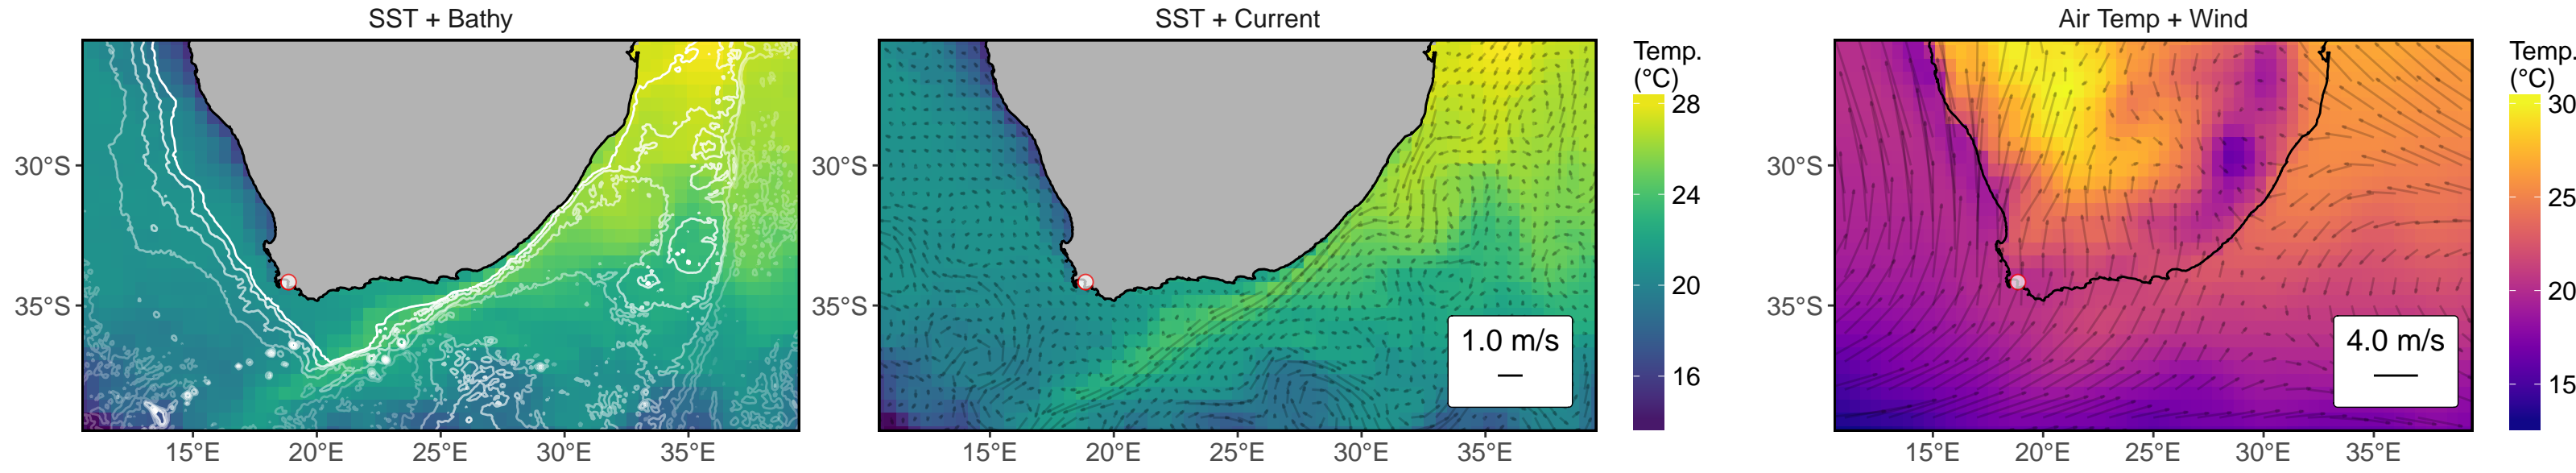 SST + Bathy
SST + Current
Air Temp + Wind
30°S
35°S
15°E
20°E
25°E
30°E
35°E
30°S
35°S
1.0 m/s
15°E
20°E
25°E
30°E
35°E
Temp.
(°C)
28
24
20
16
30°S
35°S
4.0 m/s
15°E
20°E
25°E
30°E
35°E
Temp.
(°C)
30
25
20
15